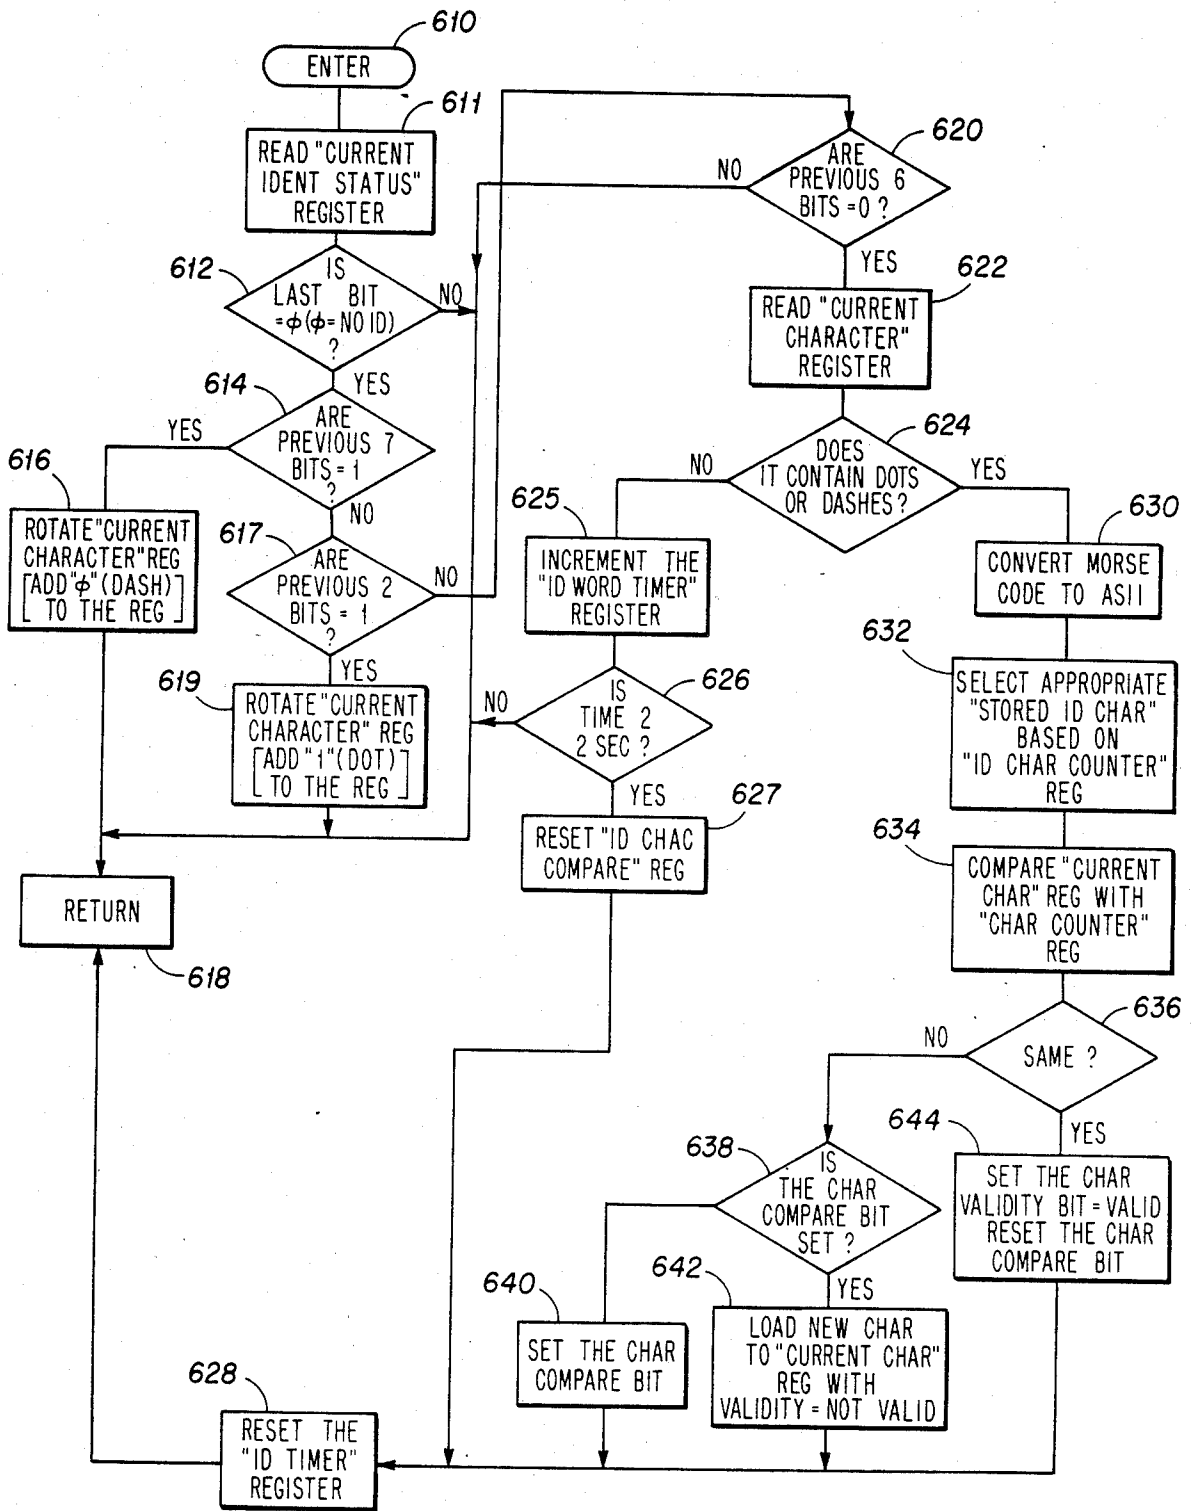 610
ENTER
611
READ "CURRENT
IDENT STATUS"
REGISTER
612
IS
LAST BIT
=ϕ(ϕ=NO ID)
?
NO
YES
614
ARE
PREVIOUS 7
BITS = 1
?
YES
NO
616
ROTATE "CURRENT
CHARACTER" REG
[ADD "ϕ" (DASH)
TO THE REG]
617
ARE
PREVIOUS 2
BITS = 1
?
NO
YES
619
ROTATE "CURRENT
CHARACTER" REG
[ADD "1" (DOT)
TO THE REG]
RETURN
618
620
ARE
PREVIOUS 6
BITS =0 ?
NO
YES
622
READ "CURRENT
CHARACTER"
REGISTER
624
DOES
IT CONTAIN DOTS
OR DASHES ?
NO
YES
625
INCREMENT THE
"ID WORD TIMER"
REGISTER
626
IS
TIME 2
2 SEC ?
NO
YES
627
RESET "ID CHAC
COMPARE" REG
630
CONVERT MORSE
CODE TO ASII
632
SELECT APPROPRIATE
"STORED ID CHAR"
BASED ON
"ID CHAR COUNTER"
REG
634
COMPARE "CURRENT
CHAR" REG WITH
"CHAR COUNTER"
REG
636
SAME ?
NO
YES
638
IS
THE CHAR
COMPARE BIT
SET ?
YES
640
SET THE CHAR
COMPARE BIT
642
LOAD NEW CHAR
TO "CURRENT CHAR"
REG WITH
VALIDITY = NOT VALID
644
SET THE CHAR
VALIDITY BIT = VALID
RESET THE CHAR
COMPARE BIT
628
RESET THE
"ID TIMER"
REGISTER